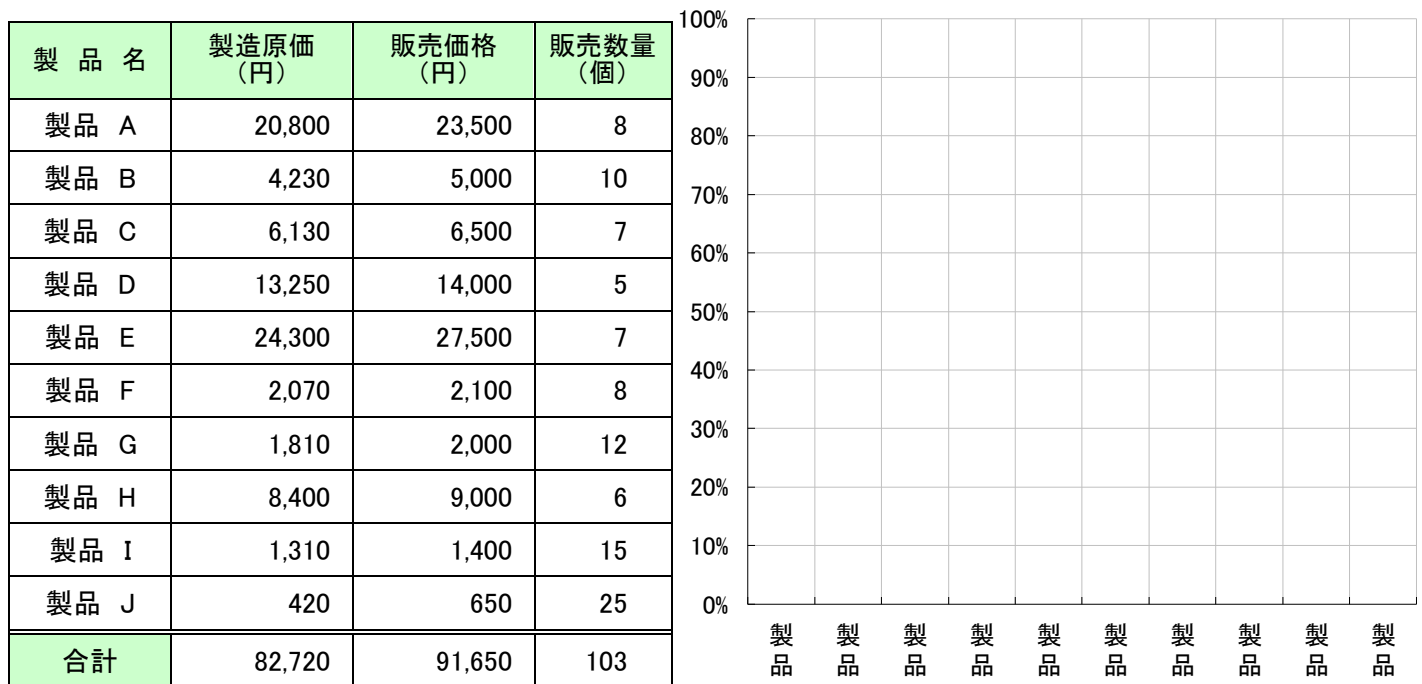 製 品 名 製造原価（円） 販売価格（円） 販売数量（個）
製品 A 20,800 23,500 8
製品 B 4,230 5,000 10
製品 C 6,130 6,500 7
製品 D 13,250 14,000 5
製品 E 24,300 27,500 7
製品 F 2,070 2,100 8
製品 G 1,810 2,000 12
製品 H 8,400 9,000 6
製品 I 1,310 1,400 15
製品 J 420 650 25
合計 82,720 91,650 103
100%
90%
80%
70%
60%
50%
40%
30%
20%
10%
0%
製品 製品 製品 製品 製品 製品 製品 製品 製品 製品